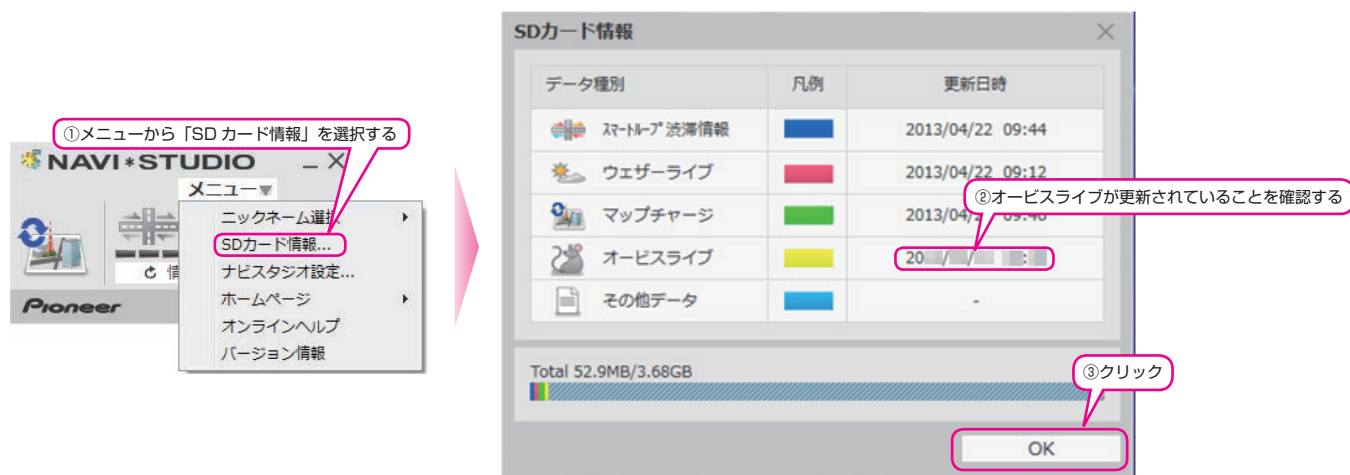 ①メニューから「SD カード情報」を選択する
NAVI*STUDIO
メニュー▼
ニックネーム選択
SDカード情報...
ナビスタジオ設定...
ホームページ
オンラインヘルプ
バージョン情報
情
Pioneer
SDカード情報
データ種別 凡例 更新日時
スマートループ渋滞情報 2013/04/22 09:44
ウェザーライブ 2013/04/22 09:12
②オービスライブが更新されていることを確認する
マップチャージ 2013/04/
オービスライブ 20 / / :
その他データ -
Total 52.9MB/3.68GB
③クリック
OK